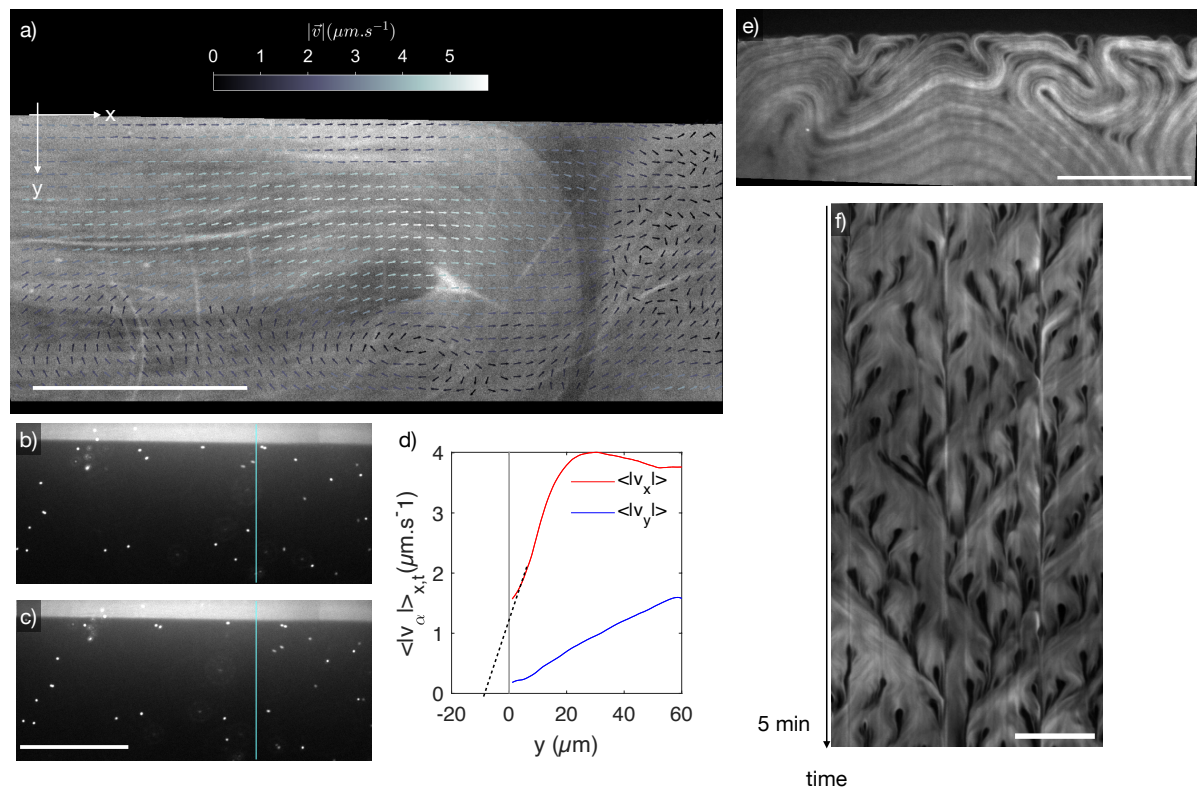 a)
|v⃗|(μm.s⁻¹)
0 1 2 3 4 5
x
y
b)
c)
d)
4
3
2
1
0
-20 0 20 40 60
<|v_α|>_x,t (μm.s⁻1)
y (μm)
<|v_x|>
<|v_y|>
e)
f)
5 min
time